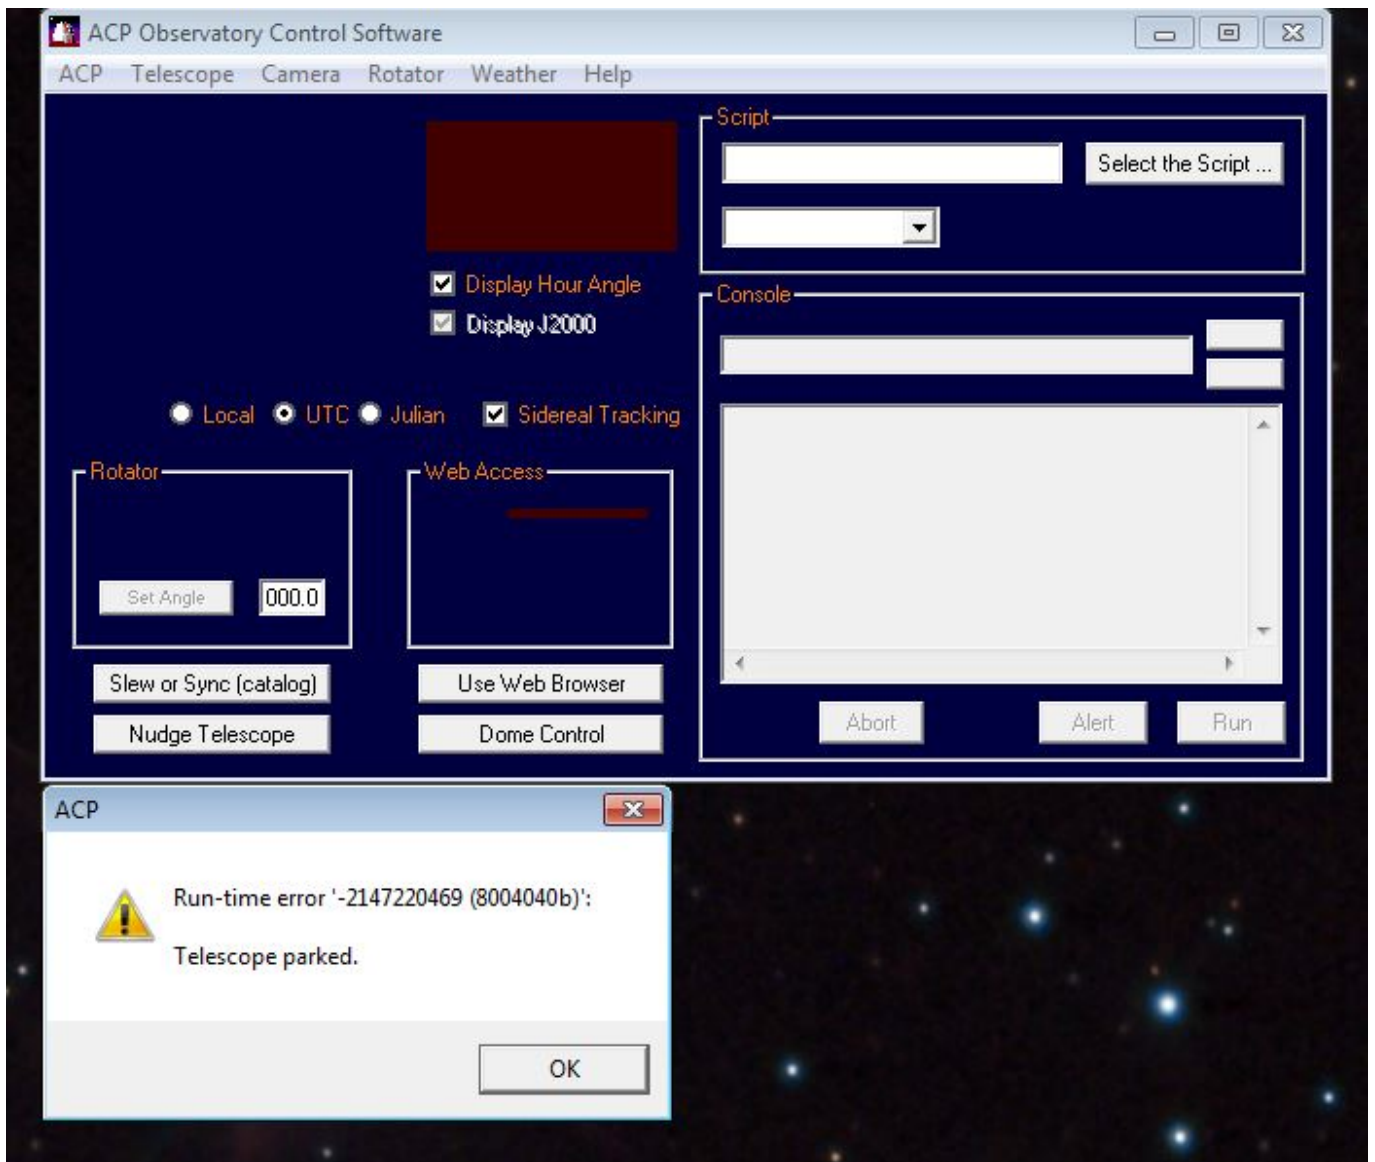 ACP Observatory Control Software
ACP Telescope Camera Rotator Weather Help
Script
Select the Script ...
Display Hour Angle
Display J2000
Console
Local UTC Julian Sidereal Tracking
Rotator
Web Access
Set Angle 000.0
Slew or Sync (catalog)
Use Web Browser
Nudge Telescope
Dome Control
Abort Alert Run
ACP
Run-time error '-2147220469 (8004040b)':
Telescope parked.
OK